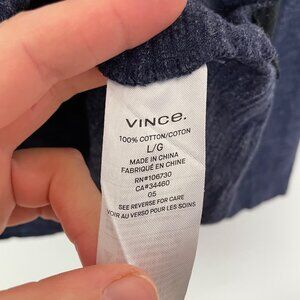 VINCE.
100% COTTON/COTON
L/G
MADE IN CHINA
FABRIQUÉ EN CHINE
RN#106730
CA#34460
05
SEE REVERSE FOR CARE
VOIR AU VERSO POUR LES SOINS